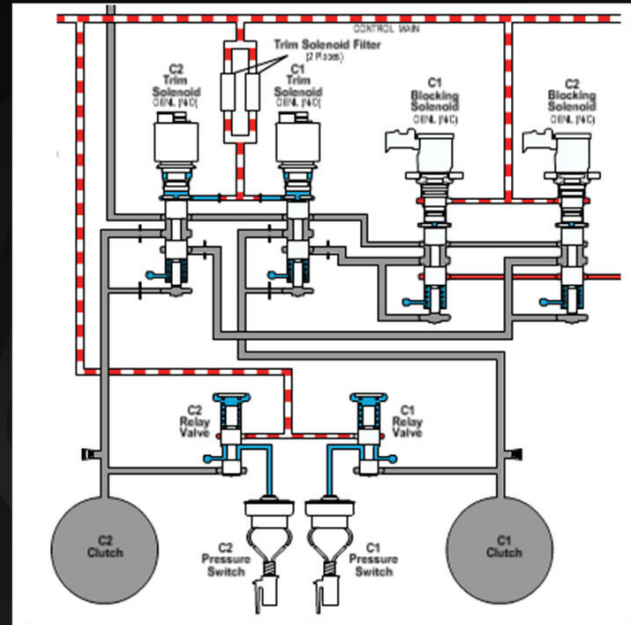 CONTROL MAIN
Trim Solenoid Filter
(2 Places)
C2
Trim
Solenoid
C1
Trim
Solenoid
C1
Blocking
Solenoid
C2
Blocking
Solenoid
C2
Relay
Valve
C1
Relay
Valve
C2
Clutch
C2
Pressure
Switch
C1
Pressure
Switch
C1
Clutch